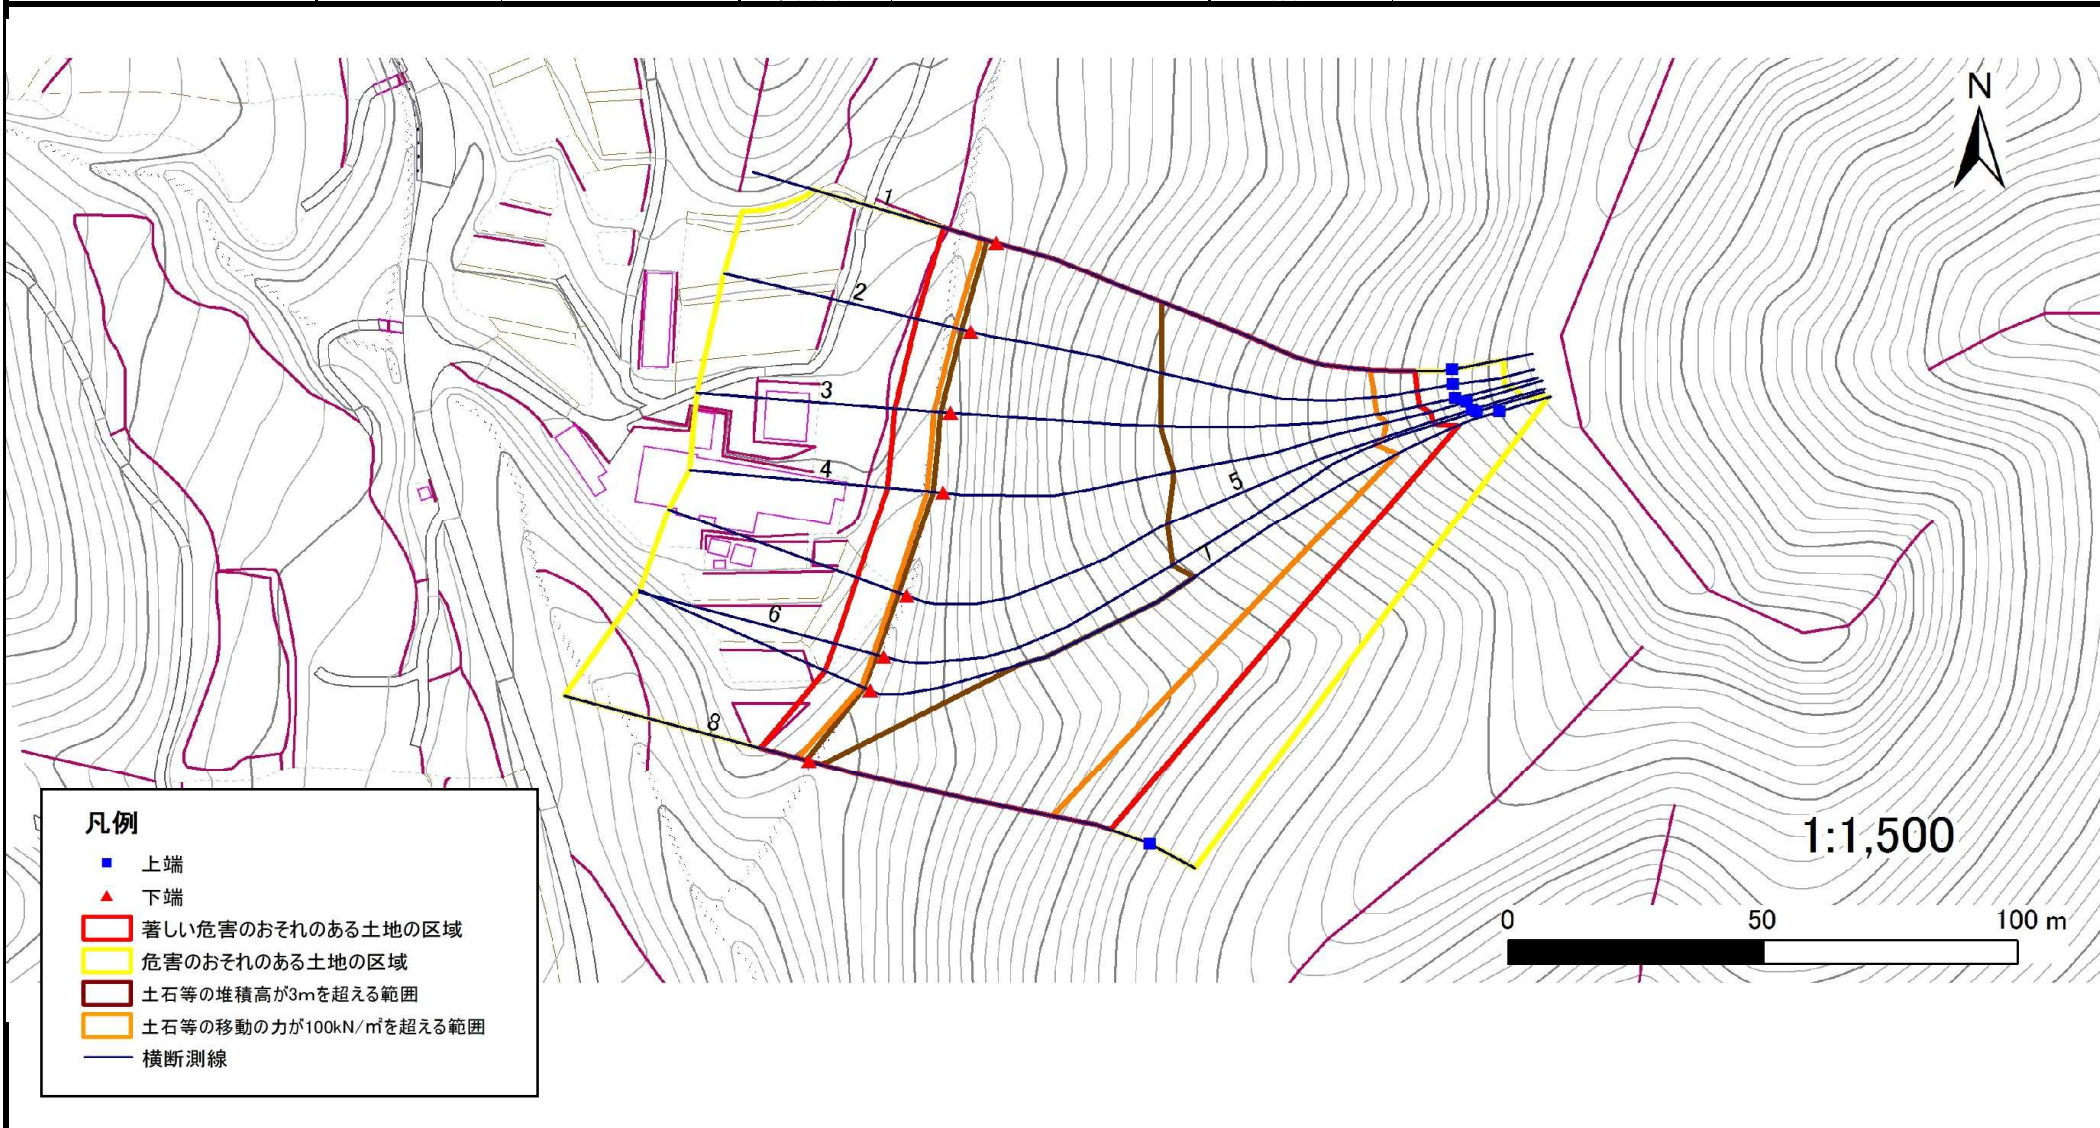 N
1
2
3
4
5
7
6
8
凡例
上端
下端
著しい危害のおそれのある土地の区域
危害のおそれのある土地の区域
土石等の堆積高が3mを超える範囲
土石等の移動の力が100kN/㎡を超える範囲
横断測線
1:1,500
0 50 100 m